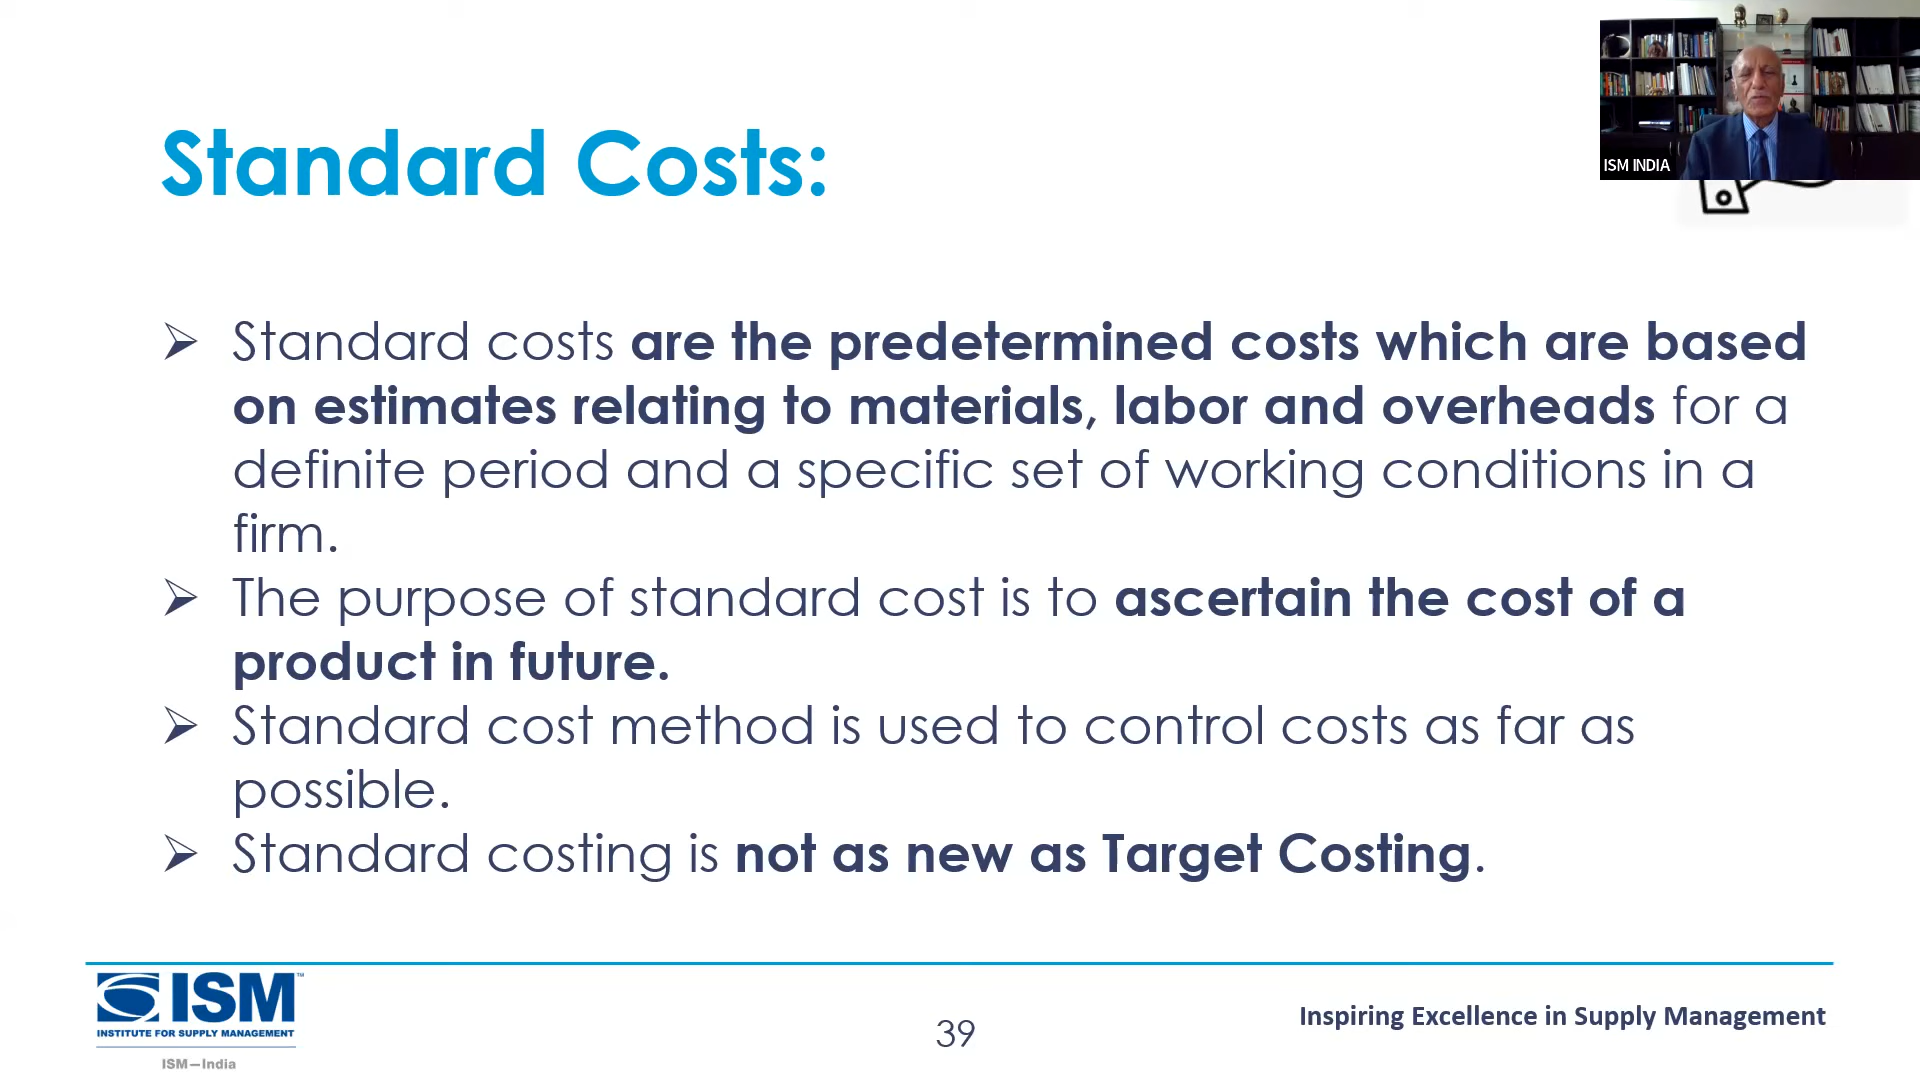 ISM INDIA
Standard Costs:
➢ Standard costs are the predetermined costs which are based
on estimates relating to materials, labor and overheads for a
definite period and a specific set of working conditions in a
firm.
➢ The purpose of standard cost is to ascertain the cost of a
product in future.
➢ Standard cost method is used to control costs as far as
possible.
➢ Standard costing is not as new as Target Costing.
ISM™
INSTITUTE FOR SUPPLY MANAGEMENT
ISM—India
39
Inspiring Excellence in Supply Management